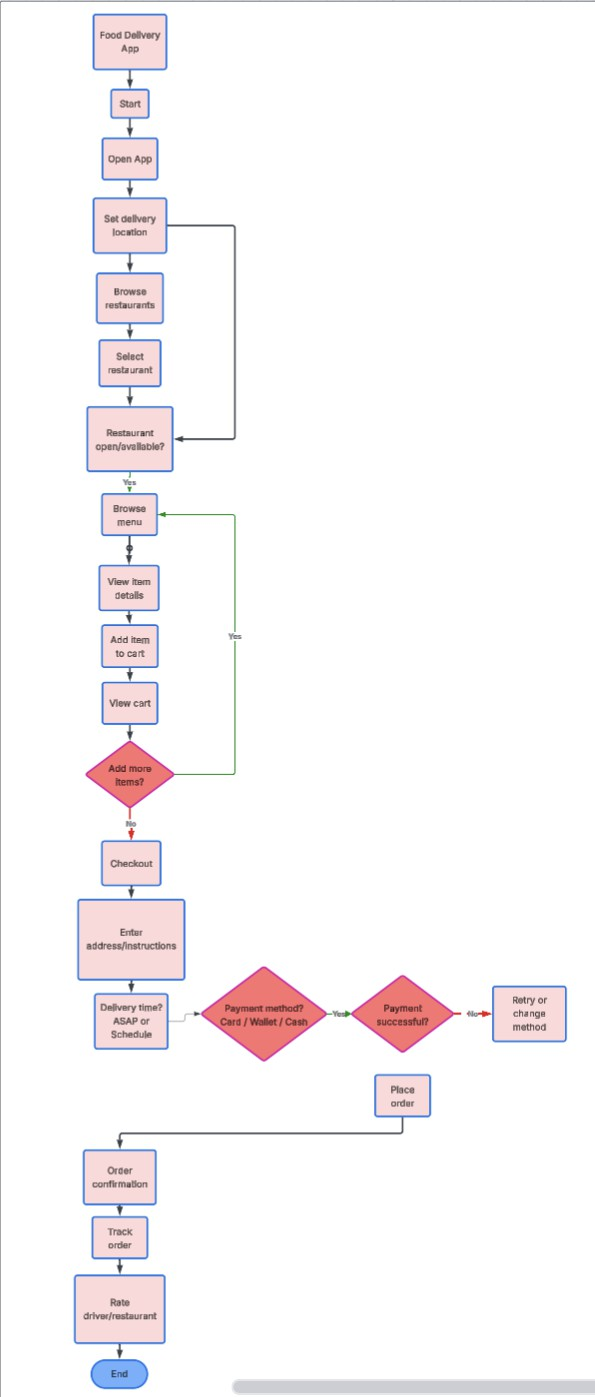 Food Delivery
App
Start
Open App
Set delivery
location
Browse
restaurants
Select
restaurant
Restaurant
open/available?
Yes
Browse
menu
View item
details
Yes
Add item
to cart
View cart
Add more
items?
No
Checkout
Enter
address/instructions
Delivery time?
ASAP or
Schedule
Payment method?
Card / Wallet / Cash
Yes
Payment
successful?
No
Retry or
change
method
Place
order
Order
confirmation
Track
order
Rate
driver/restaurant
End